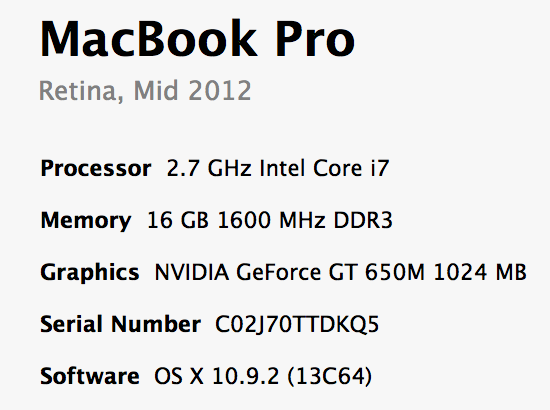 MacBook Pro
Retina, Mid 2012
Processor 2.7 GHz Intel Core i7
Memory 16 GB 1600 MHz DDR3
Graphics NVIDIA GeForce GT 650M 1024 MB
Serial Number C02J70TTDKQ5
Software OS X 10.9.2 (13C64)